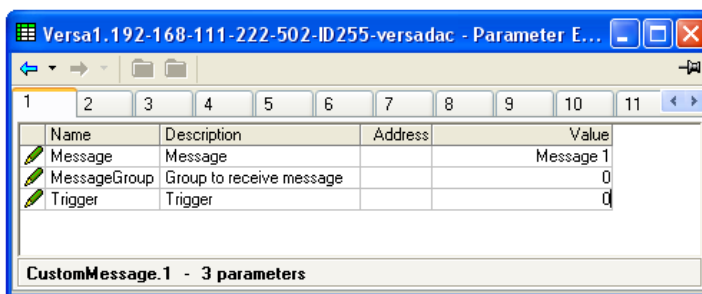 Versa1.192-168-111-222-502-ID255-versadac - Parameter E...
1 2 3 4 5 6 7 8 9 10 11
Name Description Address Value
Message Message Message 1
MessageGroup Group to receive message 0
Trigger Trigger 0
CustomMessage.1 - 3 parameters